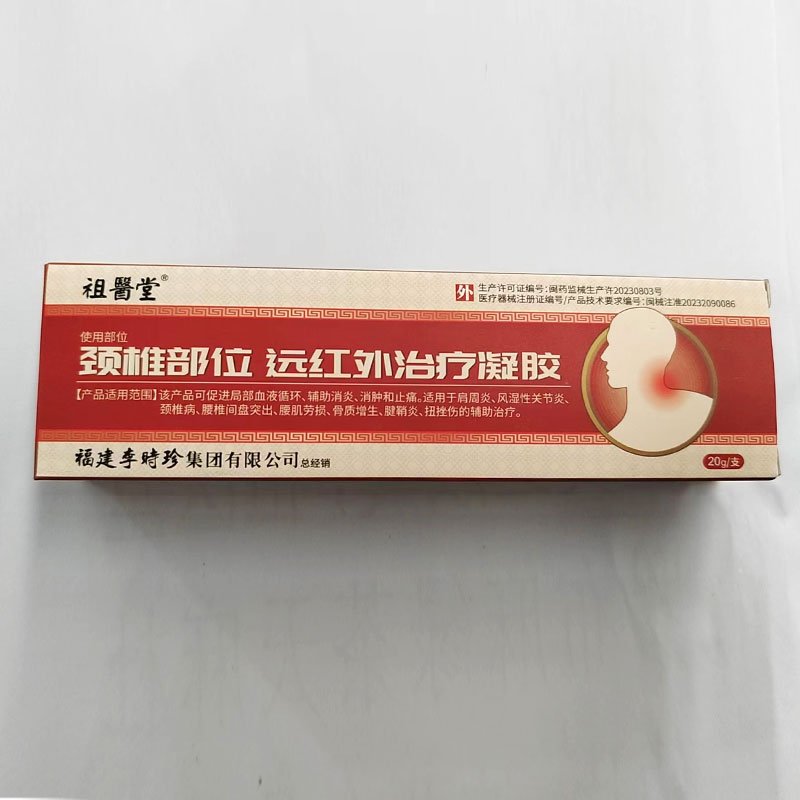 祖醫堂®
外 生产许可证编号:闽药监械生产许20230803号
医疗器械注册证编号/产品技术要求编号:闽械注准20232090086
使用部位
颈椎部位 远红外治疗凝胶
【产品适用范围】该产品可促进局部血液循环、辅助消炎、消肿和止痛。适用于肩周炎、风湿性关节炎、
颈椎病、腰椎间盘突出、腰肌劳损、骨质增生、腱鞘炎、扭挫伤的辅助治疗。
福建李时珍集团有限公司总经销
20g/支